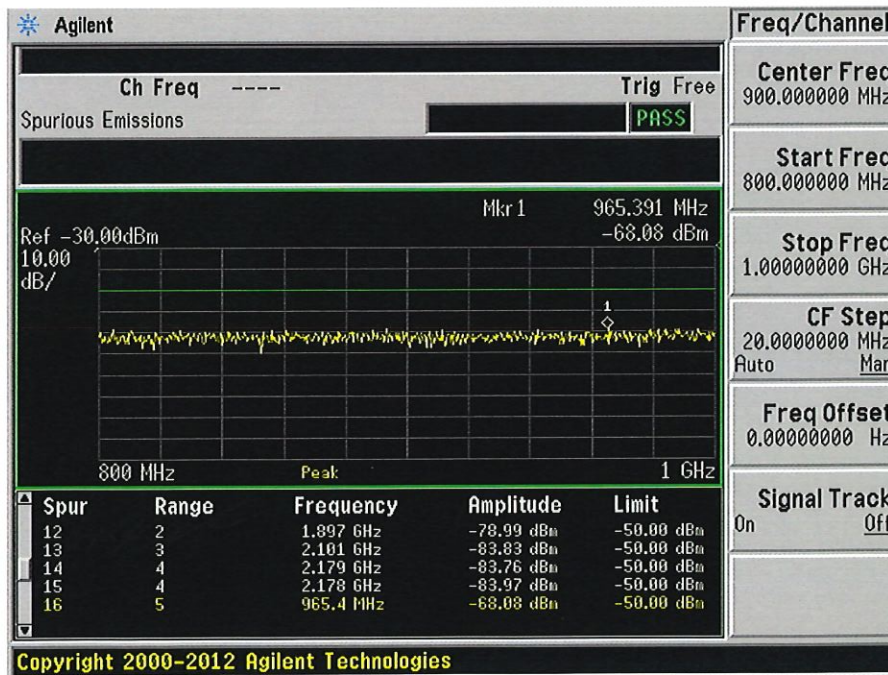 Agilent
Ch Freq ----
Trig Free
Spurious Emissions
PASS
Mkr1 965.391 MHz
-68.08 dBm
Ref -30.00dBm
10.00
dB/
1
800 MHz
Peak
1 GHz
Spur Range Frequency Amplitude Limit
12 2 1.897 GHz -78.99 dBm -50.00 dBm
13 3 2.101 GHz -83.83 dBm -50.00 dBm
14 4 2.179 GHz -83.76 dBm -50.00 dBm
15 4 2.178 GHz -83.97 dBm -50.00 dBm
16 5 965.4 MHz -68.08 dBm -50.00 dBm
Copyright 2000-2012 Agilent Technologies
Freq/Channel
Center Freq
900.000000 MHz
Start Freq
800.000000 MHz
Stop Freq
1.00000000 GHz
CF Step
20.0000000 MHz
Auto Man
Freq Offset
0.00000000 Hz
Signal Track
On Off